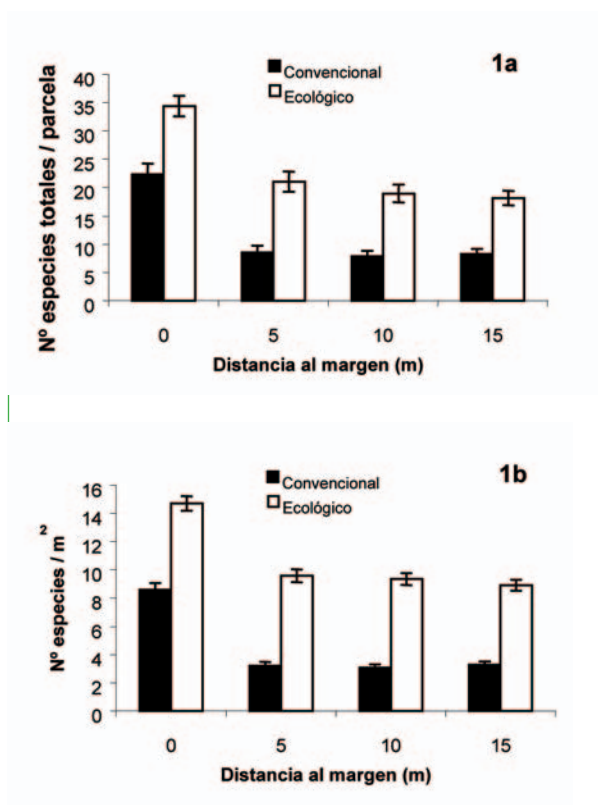 1a
Convencional
Ecológico
Nº especies totales / parcela
40
35
30
25
20
15
10
5
0
0 5 10 15
Distancia al margen (m)
1b
Convencional
Ecológico
Nº especies / m²
16
14
12
10
8
6
4
2
0
0 5 10 15
Distancia al margen (m)